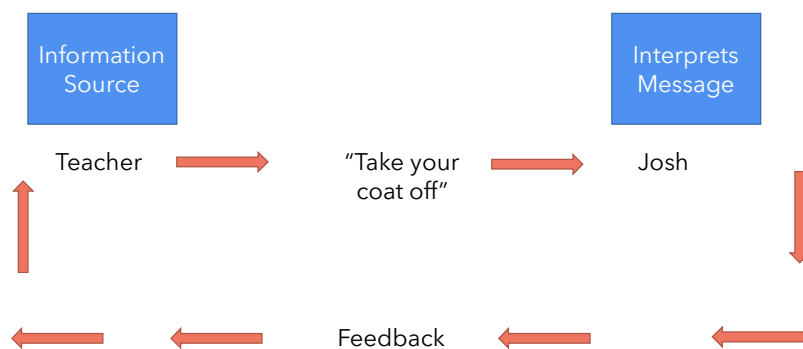 Information
Source
Interprets
Message
Teacher
“Take your
coat off”
Josh
Feedback